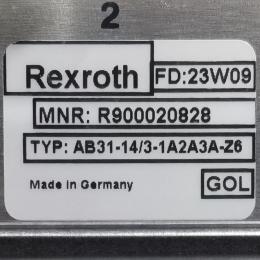 2
Rexroth FD:23W09
MNR: R900020828
TYP: AB31-14/3-1A2A3A-Z6
Made in Germany GOL